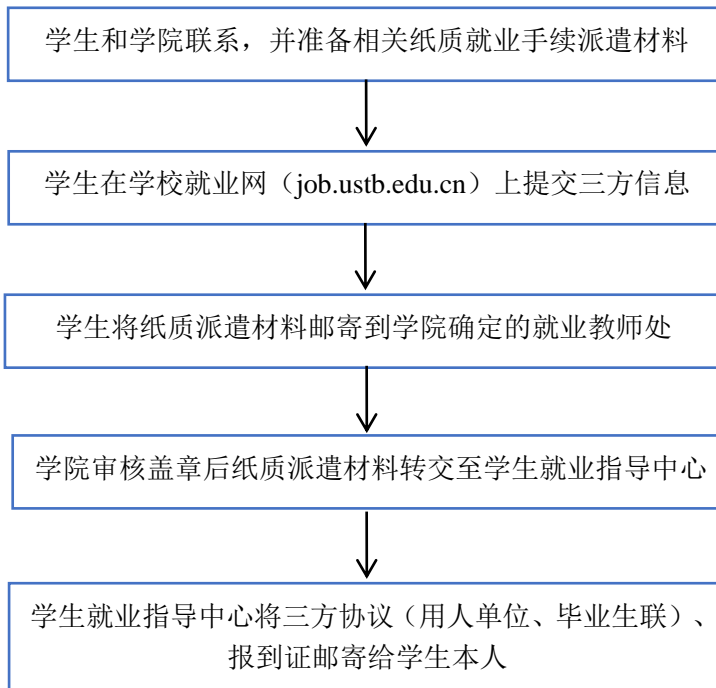 学生和学院联系，并准备相关纸质就业手续派遣材料
学生在学校就业网（job.ustb.edu.cn）上提交三方信息
学生将纸质派遣材料邮寄到学院确定的就业教师处
学院审核盖章后纸质派遣材料转交至学生就业指导中心
学生就业指导中心将三方协议（用人单位、毕业生联）、
报到证邮寄给学生本人